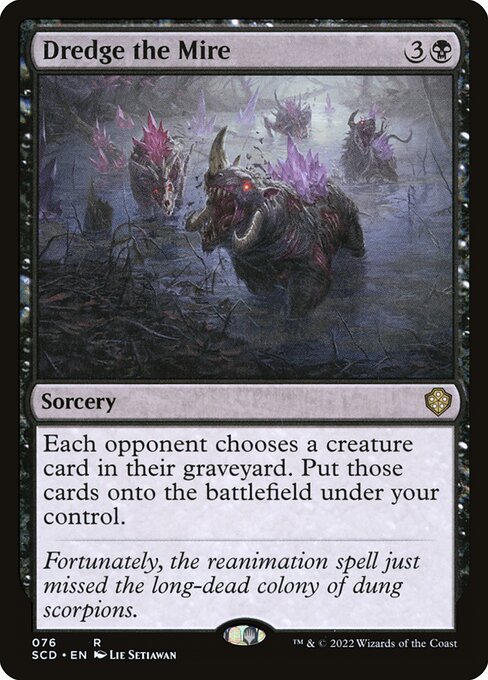 Dredge the Mire 3
Sorcery
Each opponent chooses a creature
card in their graveyard. Put those
cards onto the battlefield under your
control.
Fortunately, the reanimation spell just
missed the long-dead colony of dung
scorpions.
076 R
SCD • EN Lie Setiawan
™ & © 2022 Wizards of the Coast